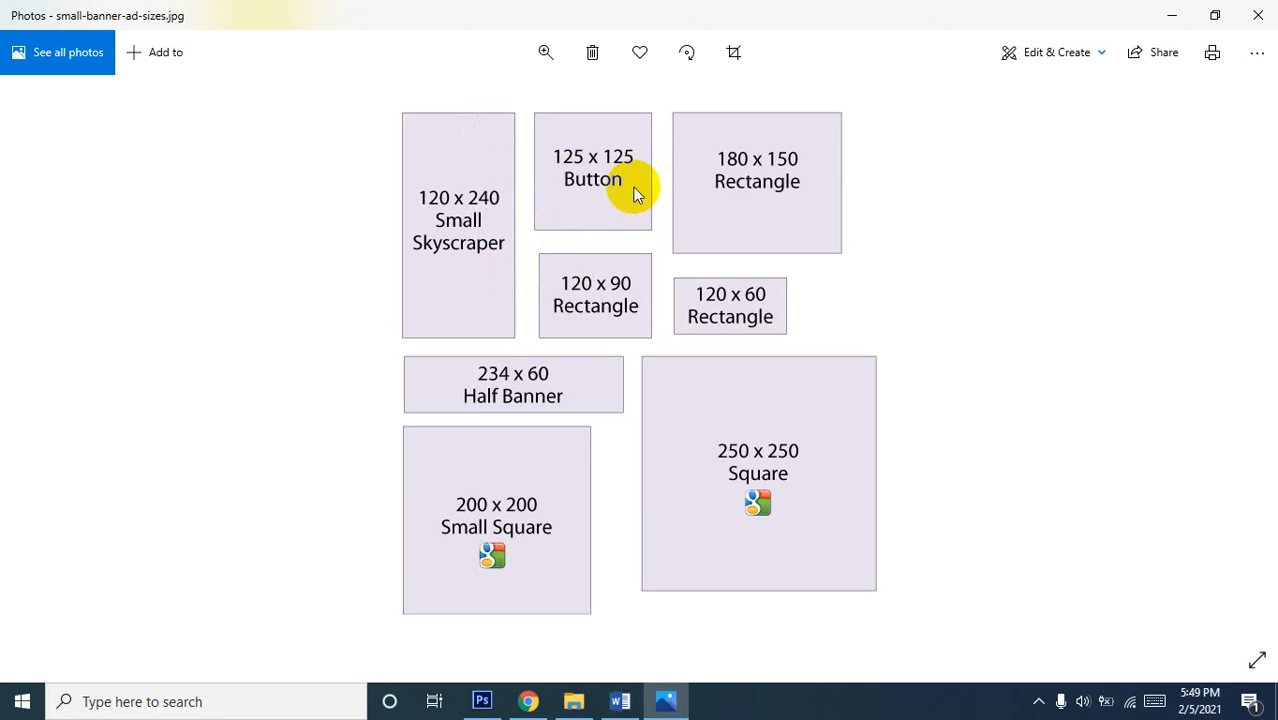 Photos - small-banner-ad-sizes.jpg
See all photos
Add to
Edit & Create
Share
120 x 240
Small
Skyscraper
125 x 125
Button
180 x 150
Rectangle
120 x 90
Rectangle
120 x 60
Rectangle
234 x 60
Half Banner
250 x 250
Square
200 x 200
Small Square
Type here to search
Ps
5:49 PM
2/5/2021
1